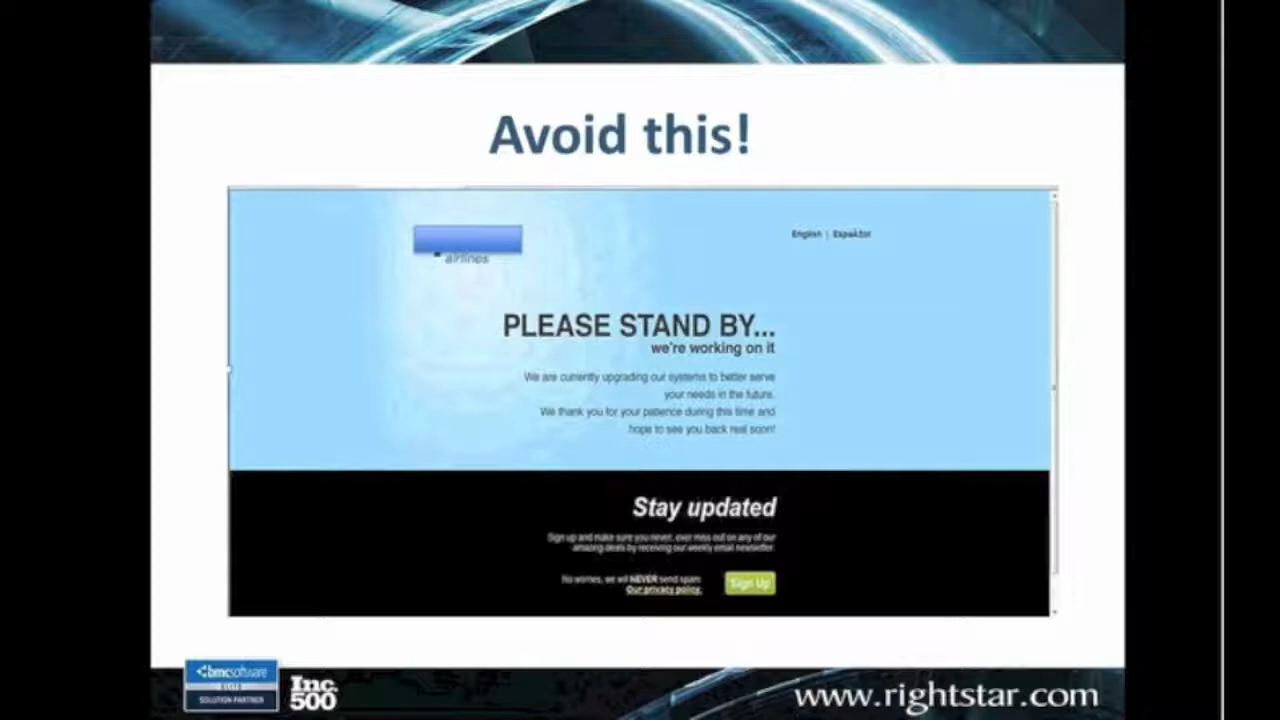 Avoid this!
airlines
English | Español
PLEASE STAND BY...
we're working on it
We are currently upgrading our systems to better serve
your needs in the future.
We thank you for your patience during this time and
hope to see you back real soon!
Stay updated
Sign up and make sure you never, ever miss out on any of our
amazing deals by receiving our weekly email newsletter.
No worries, we will NEVER send spam.
Our privacy policy.
Sign Up
bmcsoftware
SOLUTION PARTNER
Inc.
500
www.rightstar.com